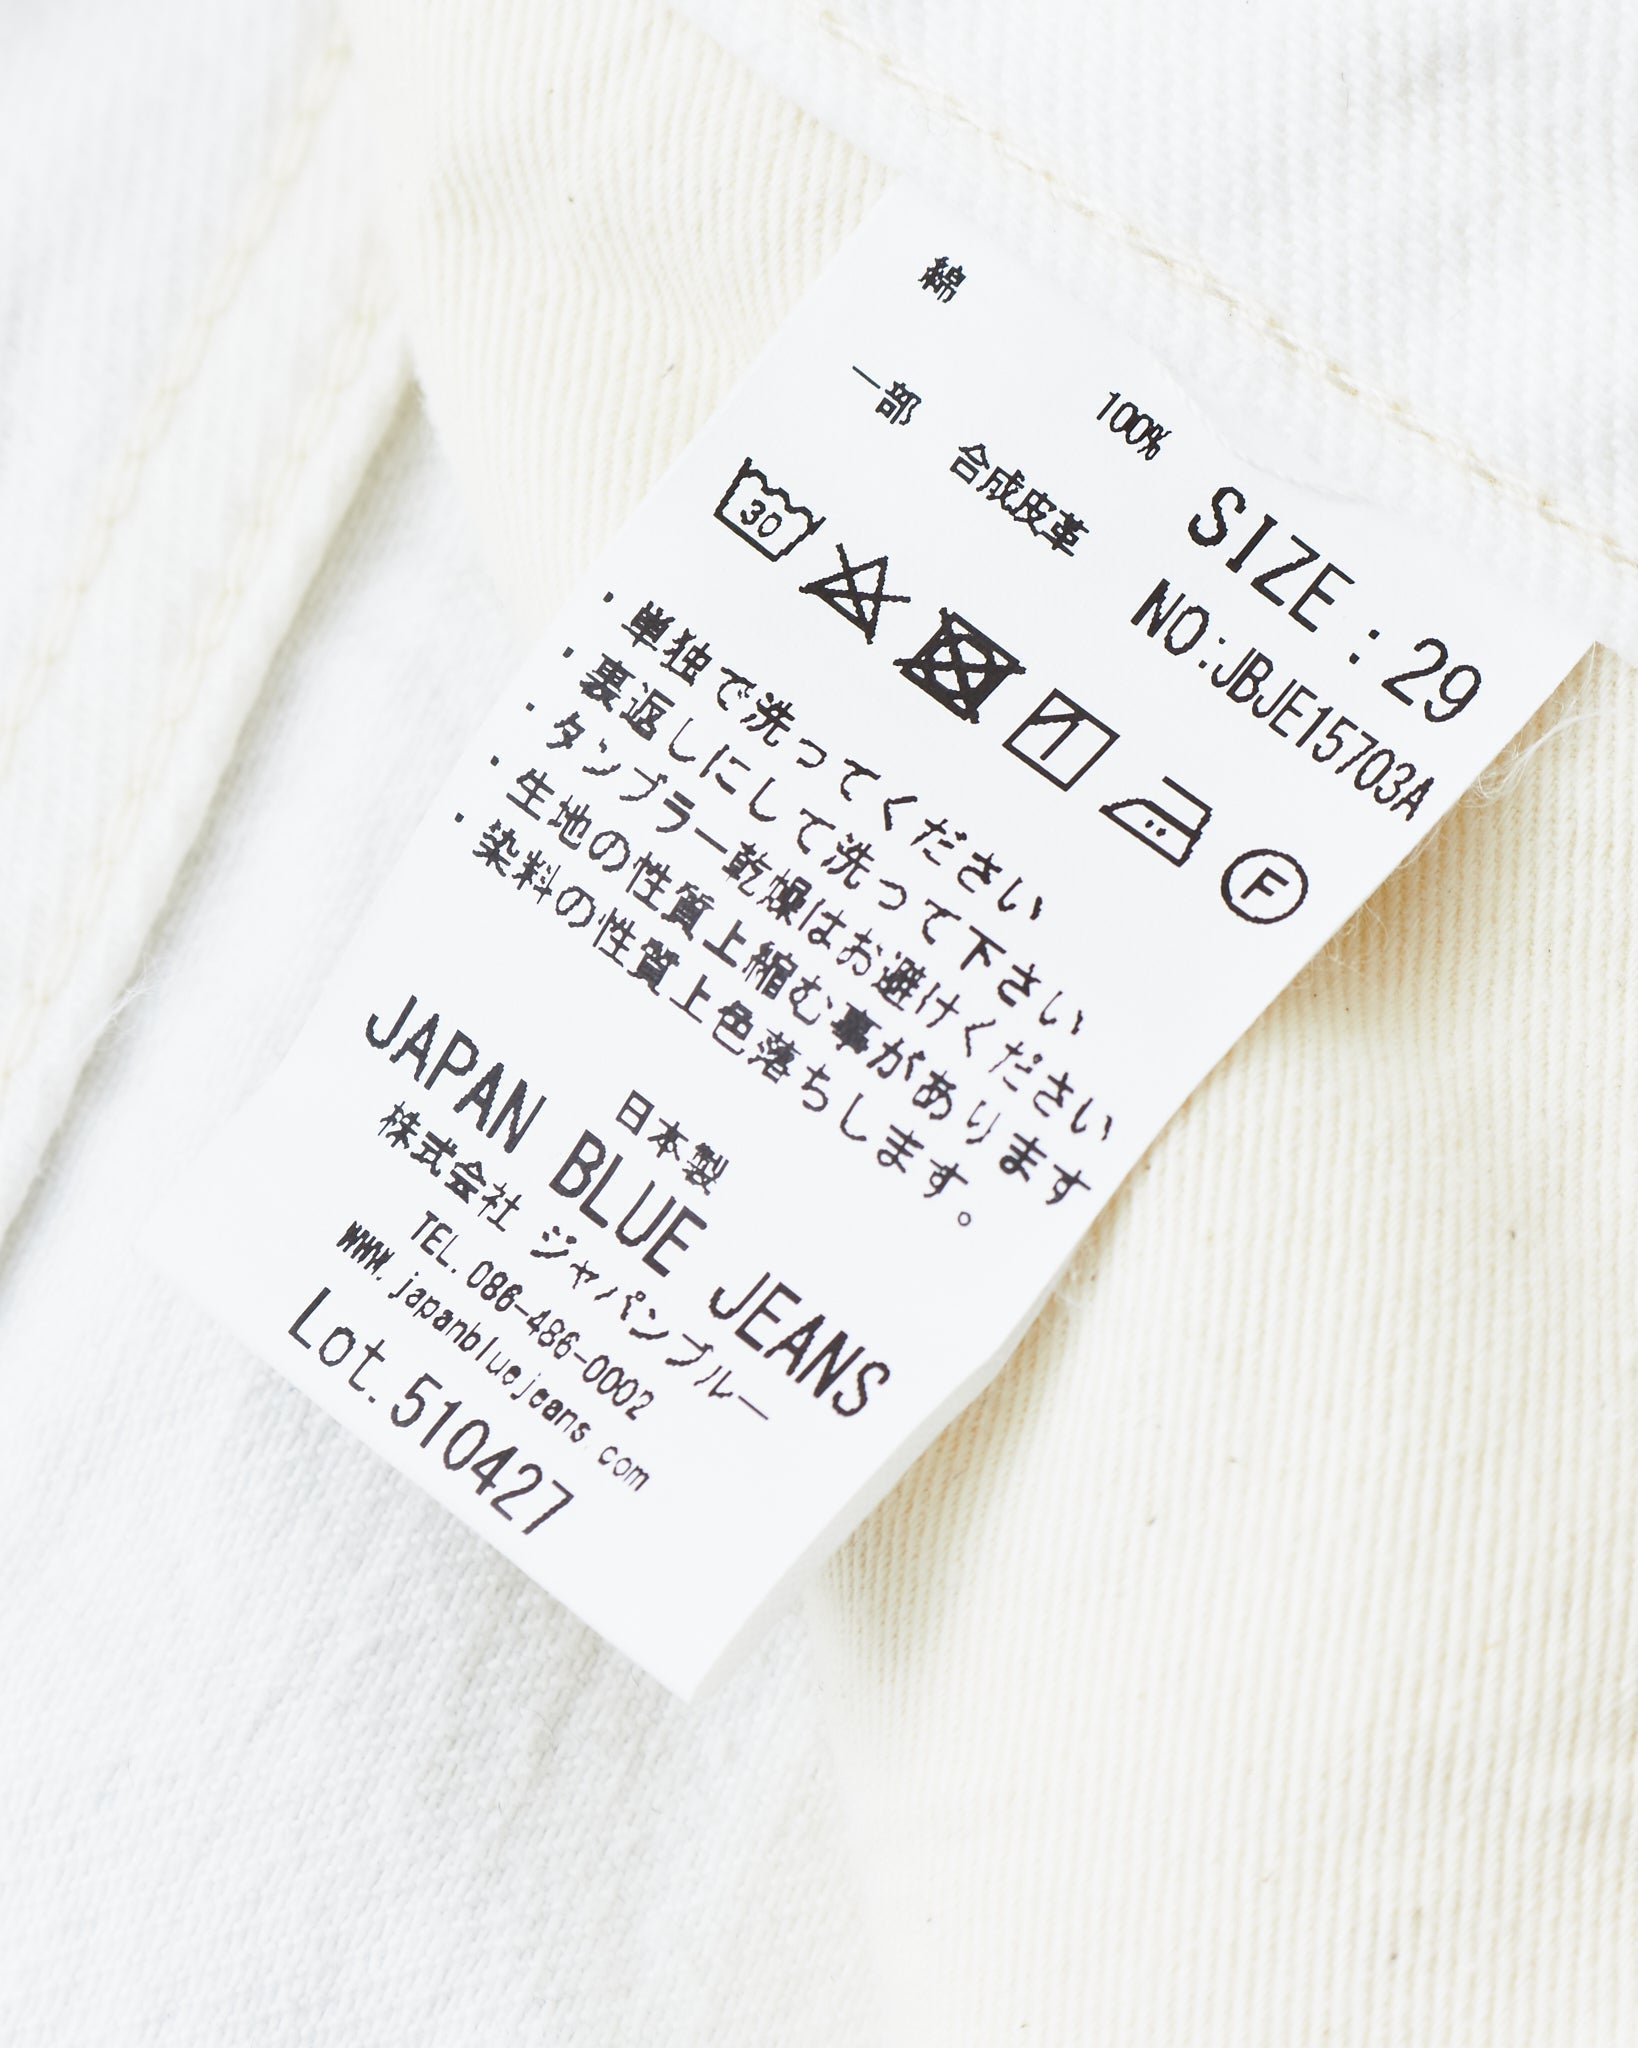 SIZE : 29
NO:JBJE15703A
綿 100%
一部 合成皮革
30
F
・単独で洗ってください
・裏返しにして洗って下さい
・タンブラー乾燥はお避けください
・生地の性質上縮む事があります
・染料の性質上色落ちします。
日本製
JAPAN BLUE JEANS
株式会社 ジャパンブルー
TEL.086-486-0002
WWW.japanbluejeans.com
Lot.510427